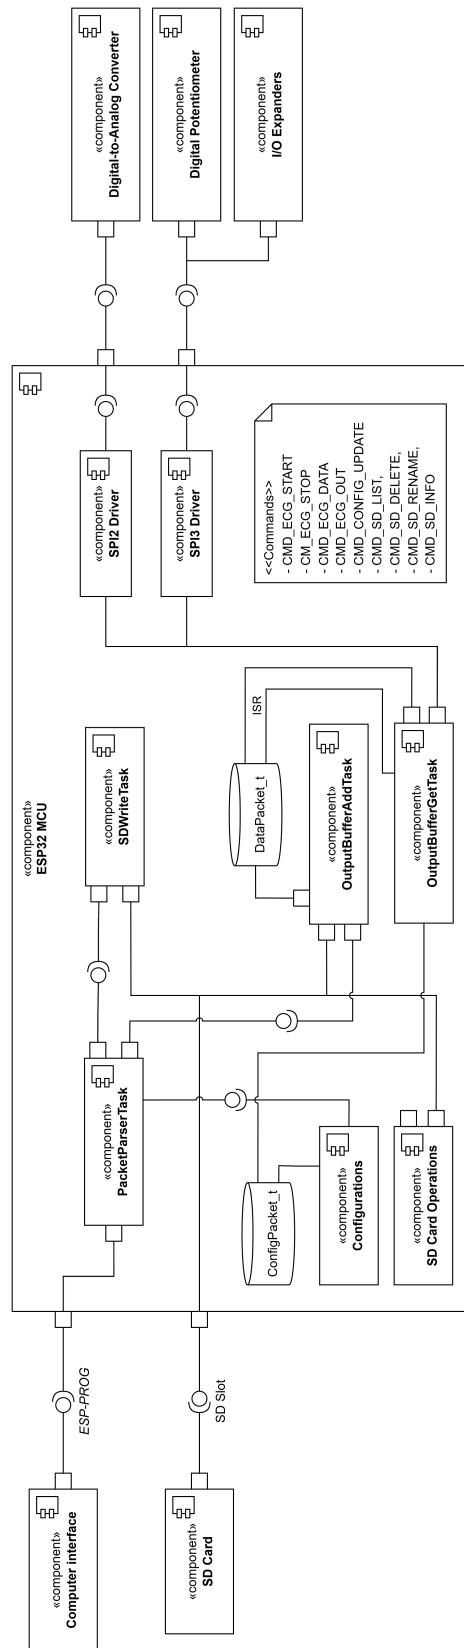 «component»
Computer interface
ESP-PROG
«component»
SD Card
SD Slot
«component»
ESP32 MCU
«component»
PacketParserTask
«component»
SDWriteTask
ConfigPacket_t
«component»
Configurations
«component»
SD Card Operations
DataPacket_t
ISR
«component»
OutputBufferAddTask
«component»
OutputBufferGetTask
«component»
SPI2 Driver
«component»
SPI3 Driver
<<Commands>>
- CMD_ECG_START
- CM_ECG_STOP
- CMD_ECG_DATA
- CMD_ECG_OUT
- CMD_CONFIG_UPDATE
- CMD_SD_LIST,
- CMD_SD_DELETE,
- CMD_SD_RENAME,
- CMD_SD_INFO
«component»
Digital-to-Analog Converter
«component»
Digital Potentiometer
«component»
I/O Expanders